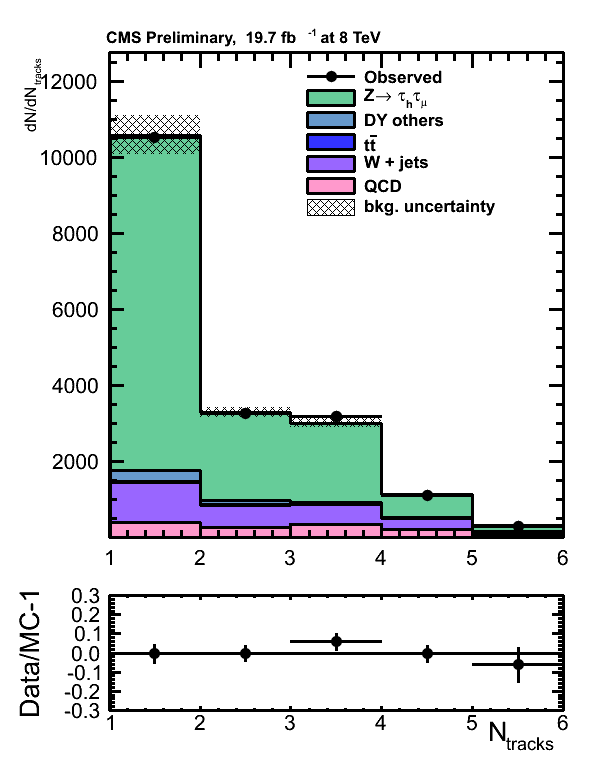 CMS Preliminary, 19.7 fb⁻¹ at 8 TeV
dN/dN_tracks
12000
10000
8000
6000
4000
2000
Observed
Z→ τ_h τ_μ
DY others
tt̄
W + jets
QCD
bkg. uncertainty
1 2 3 4 5 6
Data/MC-1
0.3
0.2
0.1
0.0
-0.1
-0.2
-0.3
1 2 3 4 5 6
N_tracks